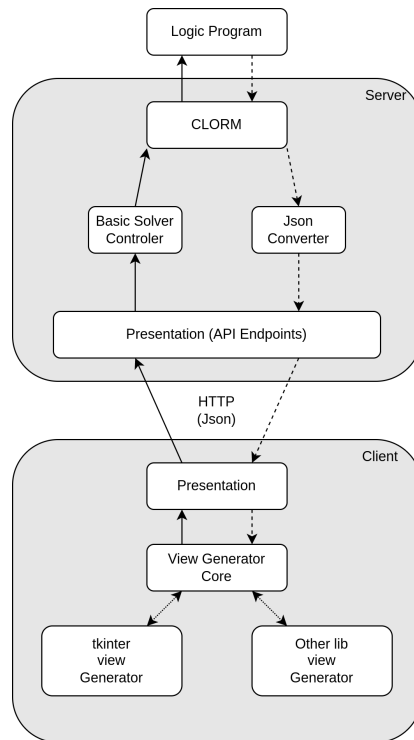 Logic Program
Server
CLORM
Basic Solver
Controler
Json
Converter
Presentation (API Endpoints)
HTTP
(Json)
Client
Presentation
View Generator
Core
tkinter
view
Generator
Other lib
view
Generator